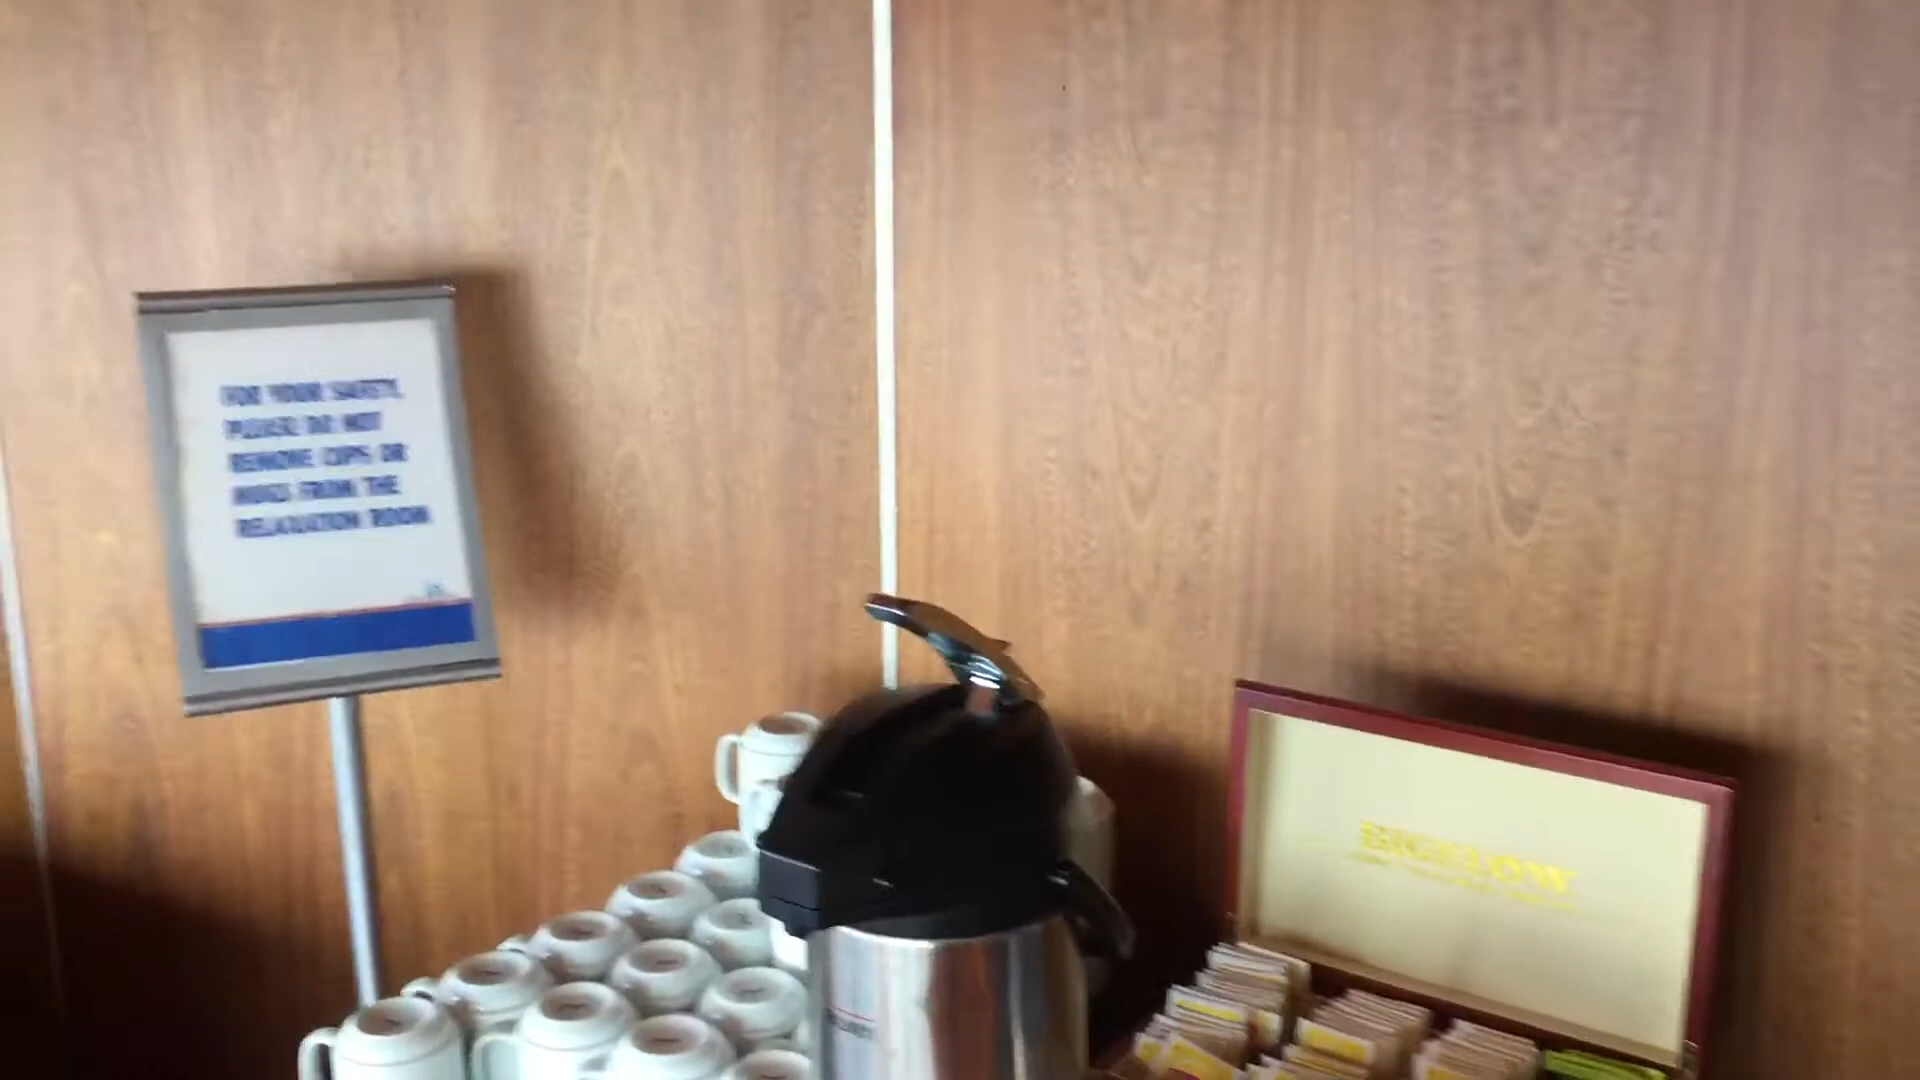 FOR YOUR SAFETY,
PLEASE DO NOT
REMOVE CUPS OR
MUGS FROM THE
RELAXATION ROOM
BIGELOW